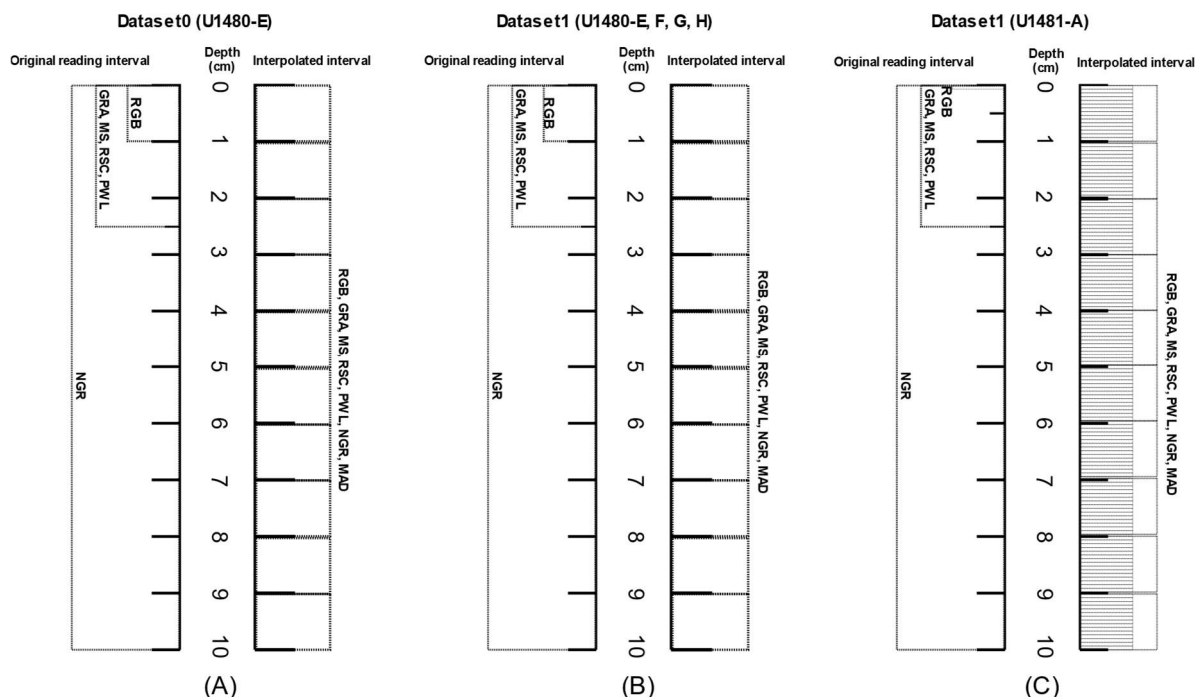 Dataset0 (U1480-E)
Original reading interval
Depth
(cm)
Interpolated interval
0
1
2
3
4
5
6
7
8
9
10
RGB
GRA, MS, RSC, PWL
NGR
RGB, GRA, MS, RSC, PWL, NGR, MAD
(A)
Dataset1 (U1480-E, F, G, H)
Original reading interval
Depth
(cm)
Interpolated interval
0
1
2
3
4
5
6
7
8
9
10
RGB
GRA, MS, RSC, PWL
NGR
RGB, GRA, MS, RSC, PWL, NGR, MAD
(B)
Dataset1 (U1481-A)
Original reading interval
Depth
(cm)
Interpolated interval
0
1
2
3
4
5
6
7
8
9
10
RGB
GRA, MS, RSC, PWL
NGR
RGB, GRA, MS, RSC, PWL, NGR, MAD
(C)